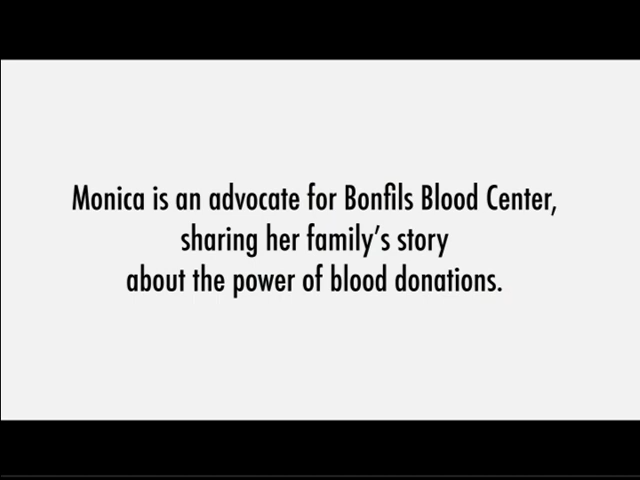 Monica is an advocate for Bonfils Blood Center,
sharing her family's story
about the power of blood donations.